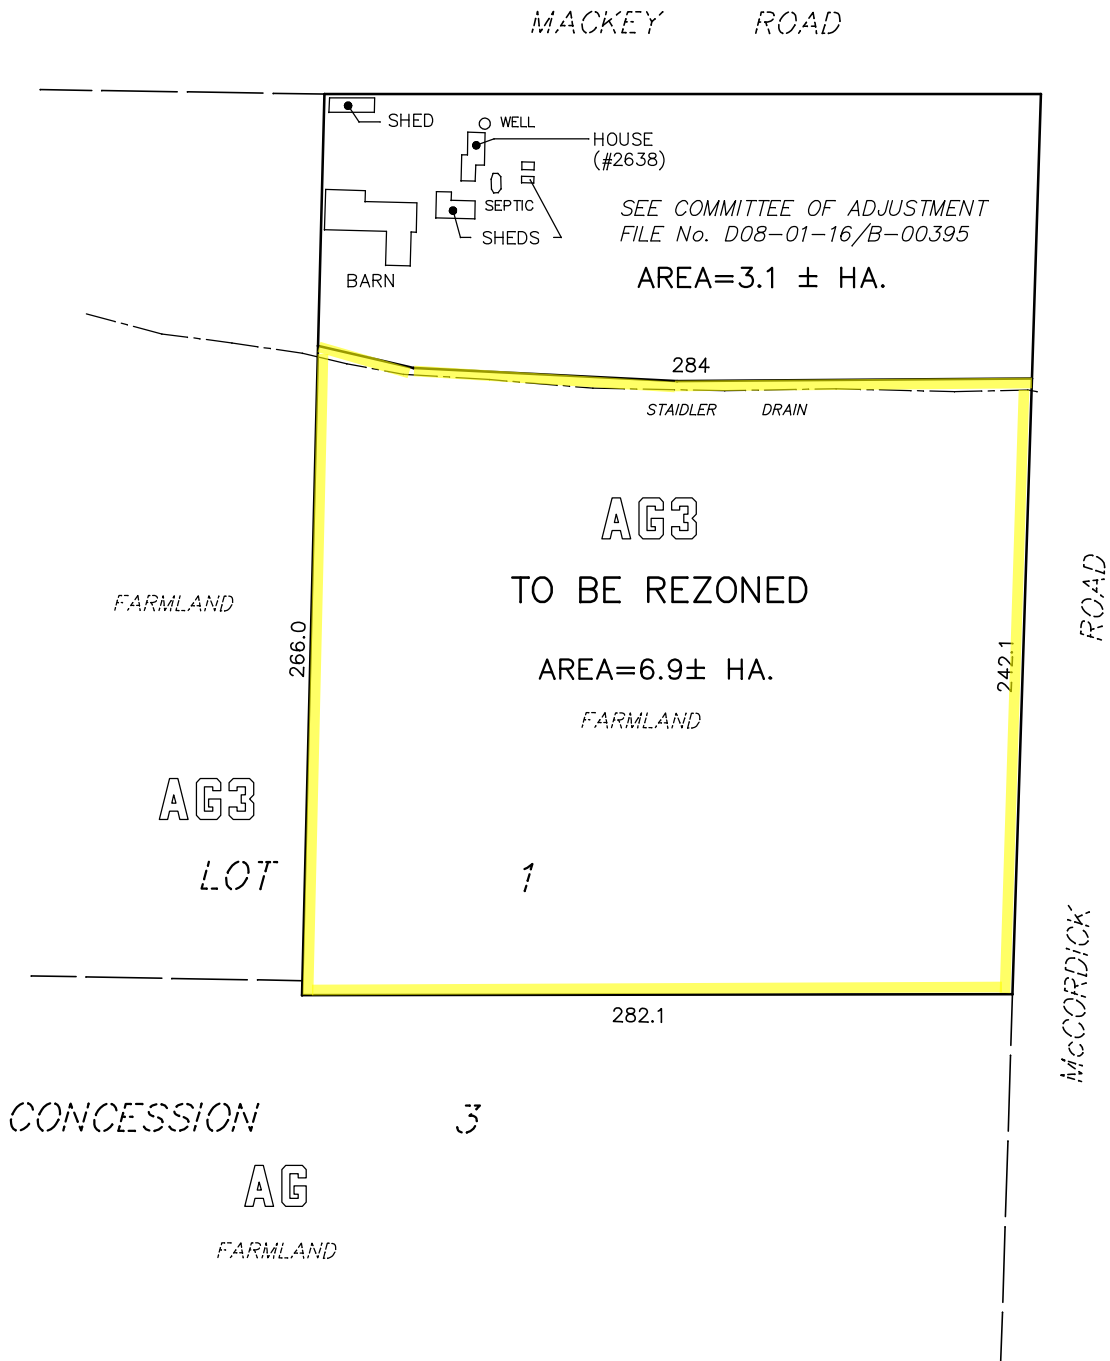 MACKEY ROAD
SHED
WELL
HOUSE
(#2638)
SEPTIC
SHEDS
BARN
SEE COMMITTEE OF ADJUSTMENT
FILE No. D08-01-16/B-00395
AREA=3.1 ± HA.
284
STAIDLER DRAIN
AG3
TO BE REZONED
AREA=6.9± HA.
FARMLAND
FARMLAND
266.0
242.1
ROAD
McCORDICK
AG3
LOT 1
282.1
CONCESSION 3
AG
FARMLAND